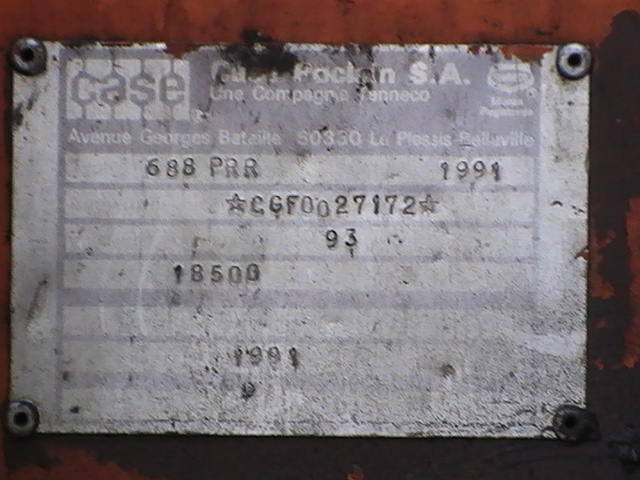 case
Case Poclain S.A.
Une Compagnie Tenneco
Avenue Georges Bataille 60330 Le Plessis-Belleville
688 PRR 1991
☆CGF0027172☆
93
18500
1991